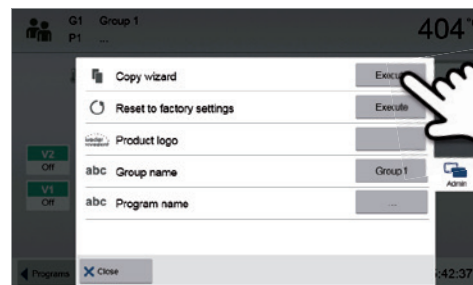 G1 Group 1
P1 ...
404°
Copy wizard
Reset to factory settings
Execute
Product logo
abc Group name
Group 1
abc Program name
...
V2
Off
V1
Off
Admin
Programs
Close
:42:37